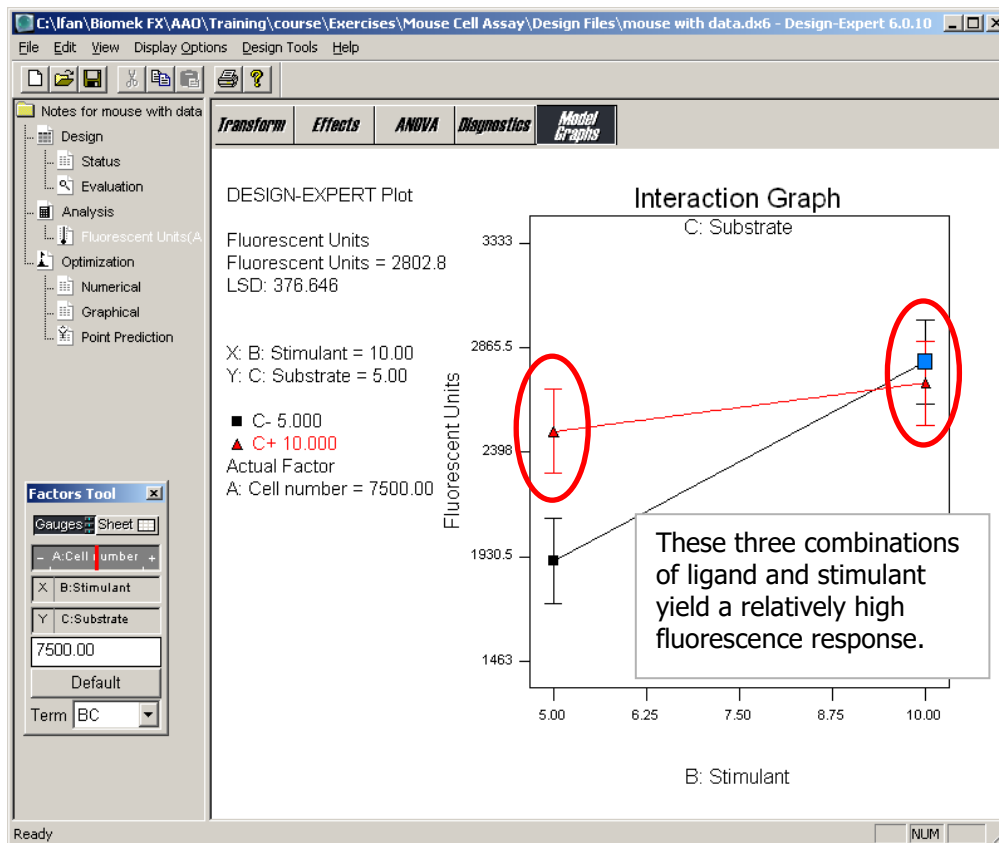 C:\lfan\Biomek FX\AAO\Training\course\Exercises\Mouse Cell Assay\Design Files\mouse with data.dx6 - Design-Expert 6.0.10
File Edit View Display Options Design Tools Help
Notes for mouse with data
Design
Status
Evaluation
Analysis
Fluorescent Units(A
Optimization
Numerical
Graphical
Point Prediction
Transform Effects ANOVA Diagnostics Model Graphs
DESIGN-EXPERT Plot
Fluorescent Units
Fluorescent Units = 2802.8
LSD: 376.646
X: B: Stimulant = 10.00
Y: C: Substrate = 5.00
C- 5.000
C+ 10.000
Actual Factor
A: Cell number = 7500.00
Interaction Graph
C: Substrate
Fluorescent Units
3333
2865.5
2398
1930.5
1463
5.00 6.25 7.50 8.75 10.00
B: Stimulant
These three combinations
of ligand and stimulant
yield a relatively high
fluorescence response.
Factors Tool
Gauges Sheet
- A:Cell number +
X B:Stimulant
Y C:Substrate
7500.00
Default
Term BC
Ready
NUM